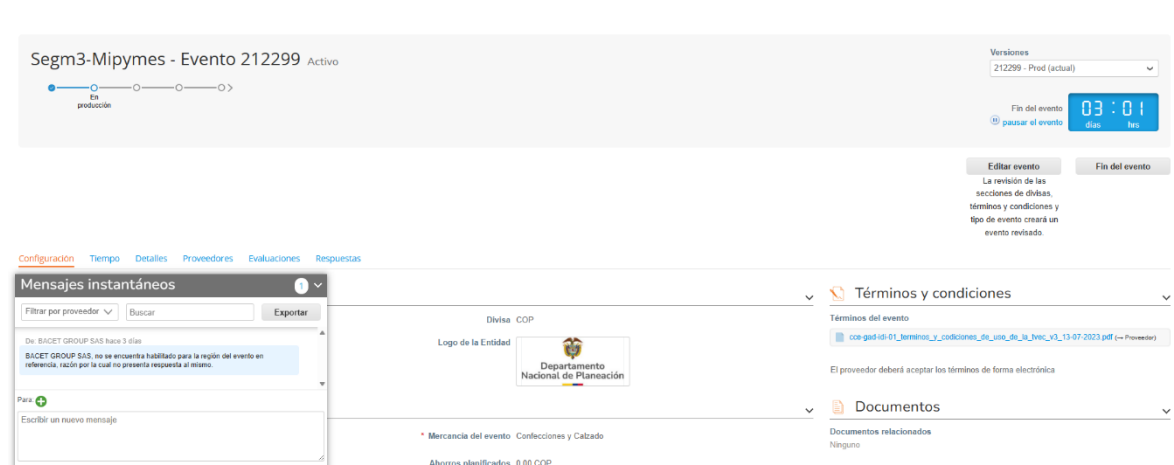 Segm3-Mipymes - Evento 212299 Activo
En
producción
Versiones
212299 - Prod (actual)
Fin del evento
pausar el evento
03 : 01
días hrs
Editar evento
Fin del evento
La revisión de las
secciones de divisas,
términos y condiciones y
tipo de evento creará un
evento revisado.
Configuración Tiempo Detalles Proveedores Evaluaciones Respuestas
Mensajes instantáneos 1
Filtrar por proveedor
Buscar
Exportar
De: BACET GROUP SAS hace 3 días
BACET GROUP SAS, no se encuentra habilitado para la región del evento en
referencia, razón por la cual no presenta respuesta al mismo.
Para:
Escribir un nuevo mensaje
Divisa COP
Logo de la Entidad
Departamento
Nacional de Planeación
* Mercancía del evento Confecciones y Calzado
Ahorros planificados 0,00 COP
Términos y condiciones
Términos del evento
cce-gad-idi-01_terminos_y_codiciones_de_uso_de_la_tvec_v3_13-07-2023.pdf (→ Proveedor)
El proveedor deberá aceptar los términos de forma electrónica
Documentos
Documentos relacionados
Ninguno